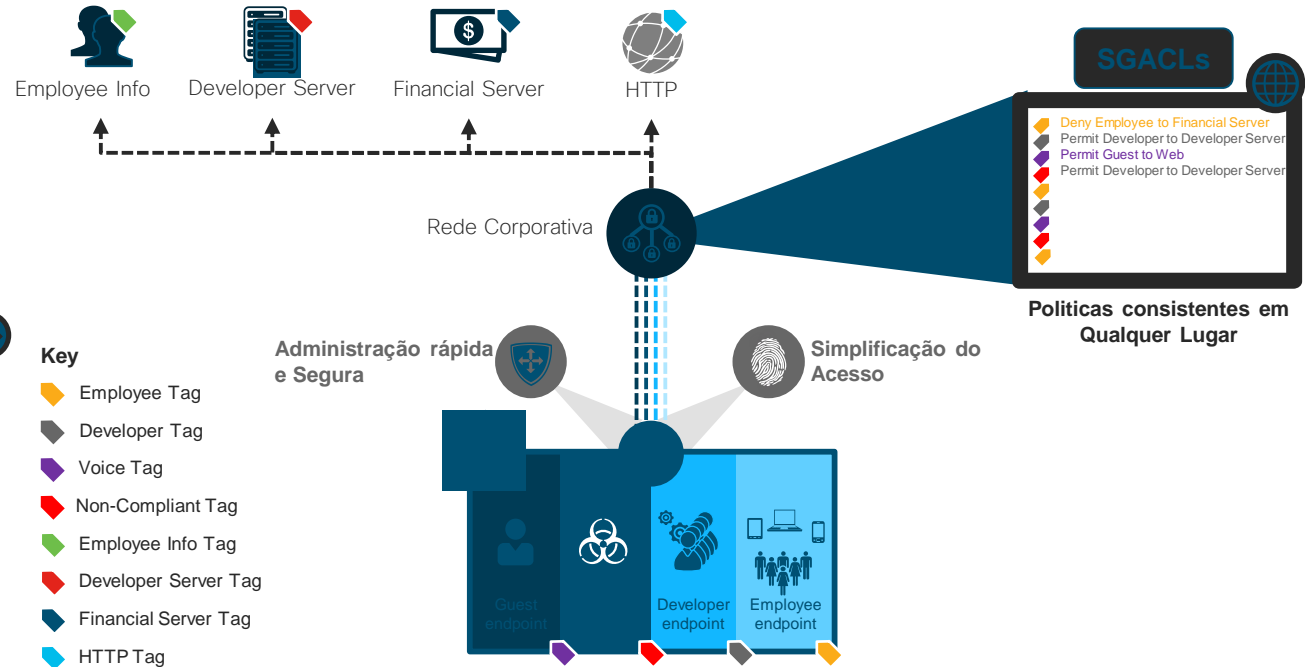 Employee Info
Developer Server
Financial Server
HTTP
SGACLs
Deny Employee to Financial Server
Permit Developer to Developer Server
Permit Guest to Web
Permit Developer to Developer Server
Rede Corporativa
Politicas consistentes em
Qualquer Lugar
Administração rápida
e Segura
Simplificação do
Acesso
Key
Employee Tag
Developer Tag
Voice Tag
Non-Compliant Tag
Employee Info Tag
Developer Server Tag
Financial Server Tag
HTTP Tag
Guest
endpoint
Developer
endpoint
Employee
endpoint